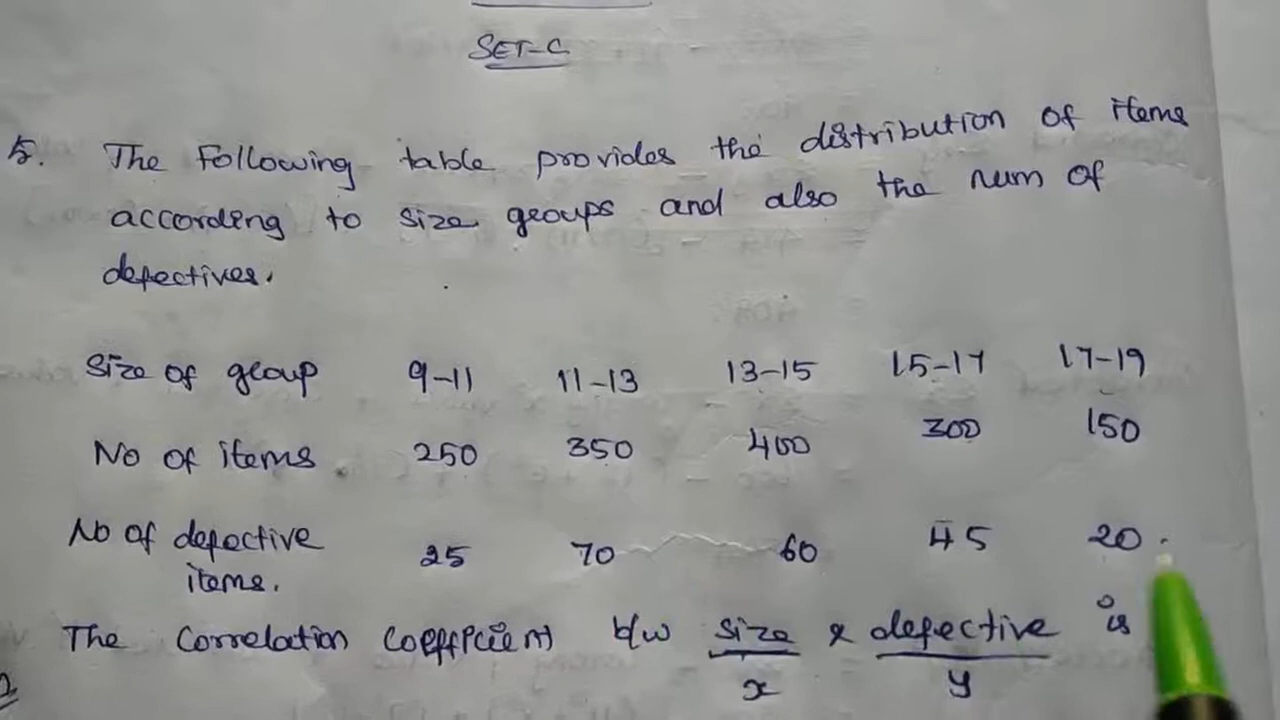 SET-C
5. The Following table provides the distribution of items
according to size groups and also the num of
defectives.
Size of group 9-11 11-13 13-15 15-17 17-19
No of items 250 350 400 300 150
No of defective 25 70 60 45 20.
items.
The Correlation Coefficient b/w size & defective is
x y